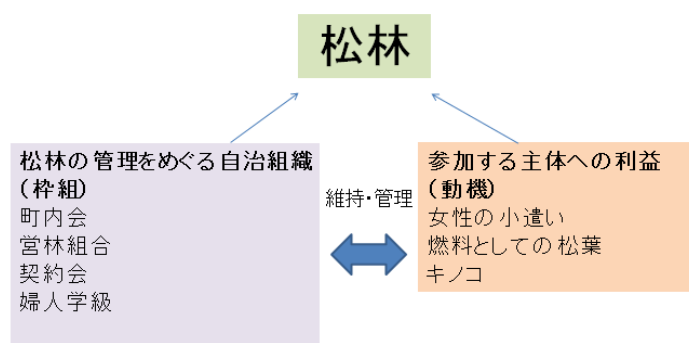 松林
松林の管理をめぐる自治組織
(枠組)
町内会
営林組合
契約会
婦人学級
維持・管理
参加する主体への利益
(動機)
女性の小遣い
燃料としての松葉
キノコ